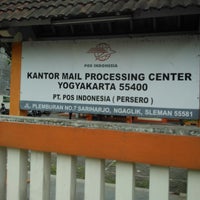 POS INDONESIA
KANTOR MAIL PROCESSING CENTER
YOGYAKARTA 55400
PT. POS INDONESIA ( PERSERO )
JL. PLEMBURAN NO.7 SARIHARJO, NGAGLIK, SLEMAN 55581